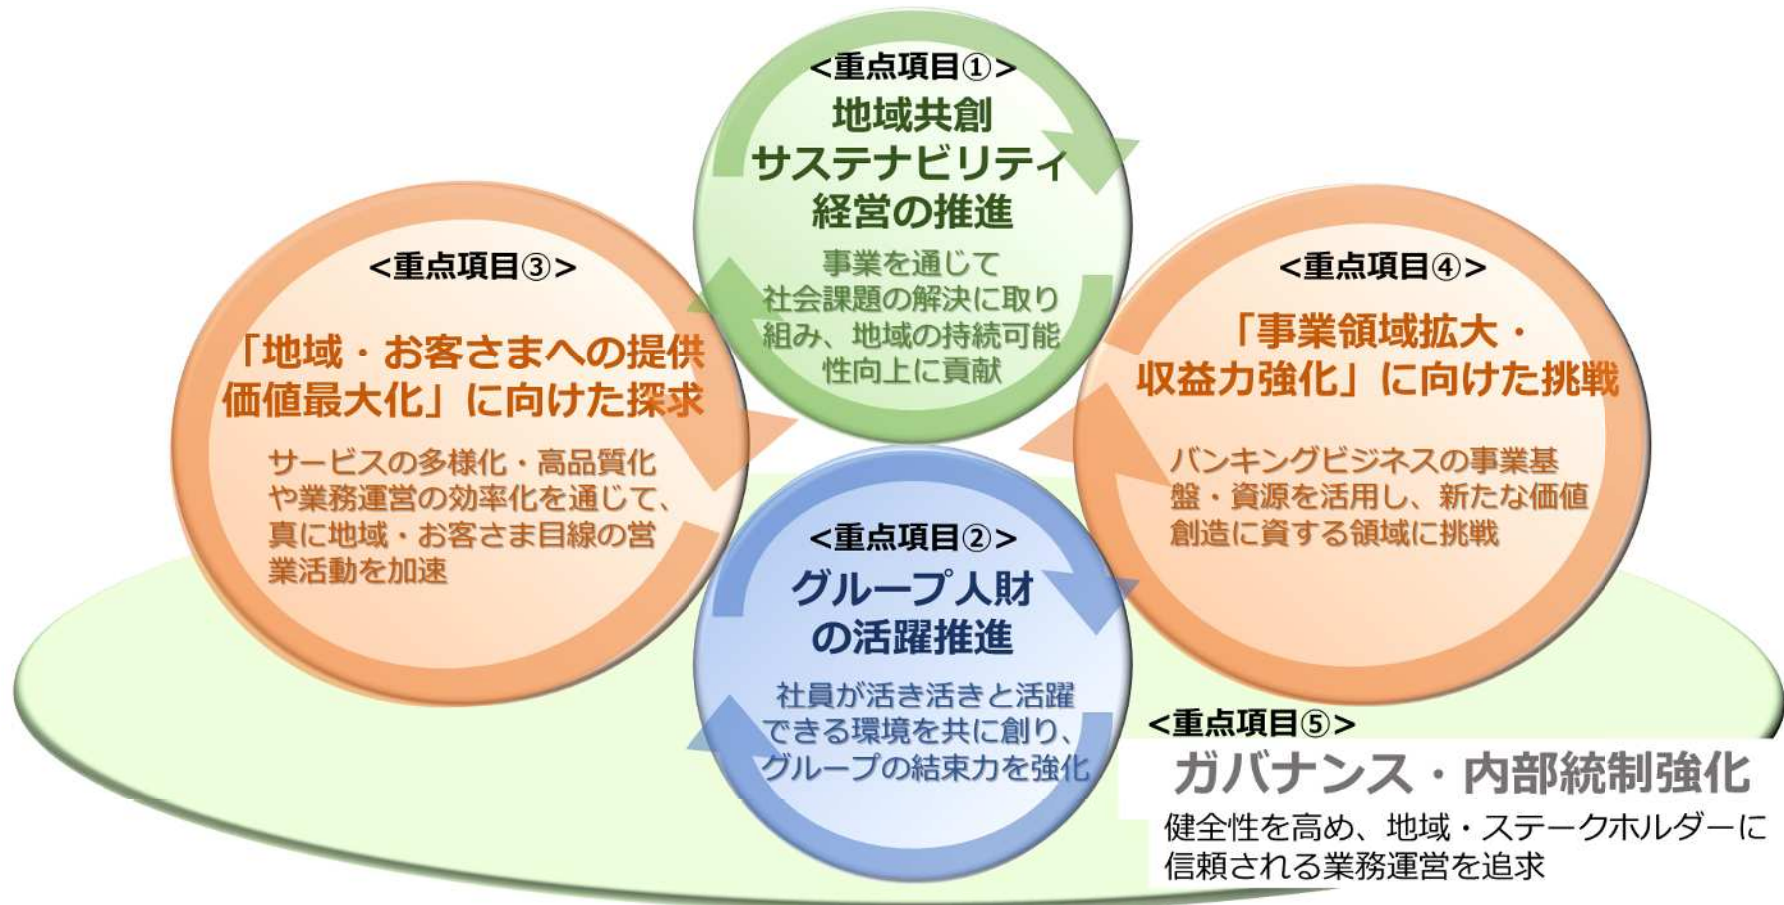 <重点項目①>
地域共創
サステナビリティ
経営の推進
事業を通じて
社会課題の解決に取り
組み、地域の持続可能
性向上に貢献
<重点項目③>
「地域・お客さまへの提供
価値最大化」に向けた探求
サービスの多様化・高品質化
や業務運営の効率化を通じて、
真に地域・お客さま目線の営
業活動を加速
<重点項目④>
「事業領域拡大・
収益力強化」に向けた挑戦
バンキングビジネスの事業基
盤・資源を活用し、新たな価値
創造に資する領域に挑戦
<重点項目②>
グループ人財
の活躍推進
社員が活き活きと活躍
できる環境を共に創り、
グループの結束力を強化
<重点項目⑤>
ガバナンス・内部統制強化
健全性を高め、地域・ステークホルダーに
信頼される業務運営を追求